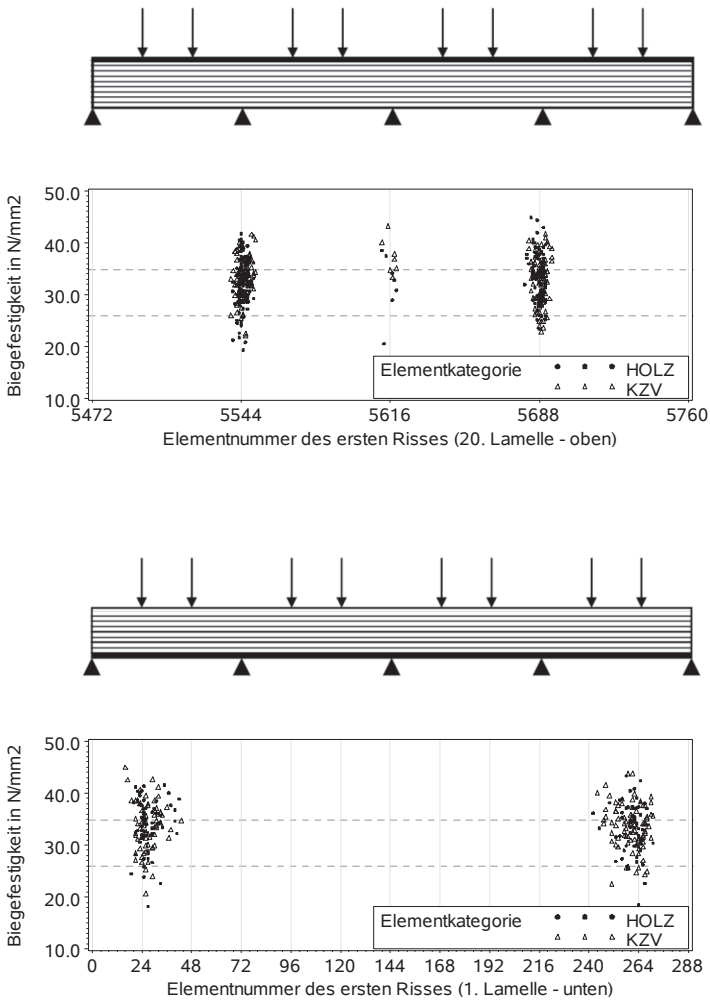 50.0
40.0
30.0
20.0
10.0
Biegefestigkeit in N/mm2
Elementkategorie HOLZ
KZV
5472 5544 5616 5688 5760
Elementnummer des ersten Risses (20. Lamelle - oben)
50.0
40.0
30.0
20.0
10.0
Biegefestigkeit in N/mm2
Elementkategorie HOLZ
KZV
0 24 48 72 96 120 144 168 192 216 240 264 288
Elementnummer des ersten Risses (1. Lamelle - unten)